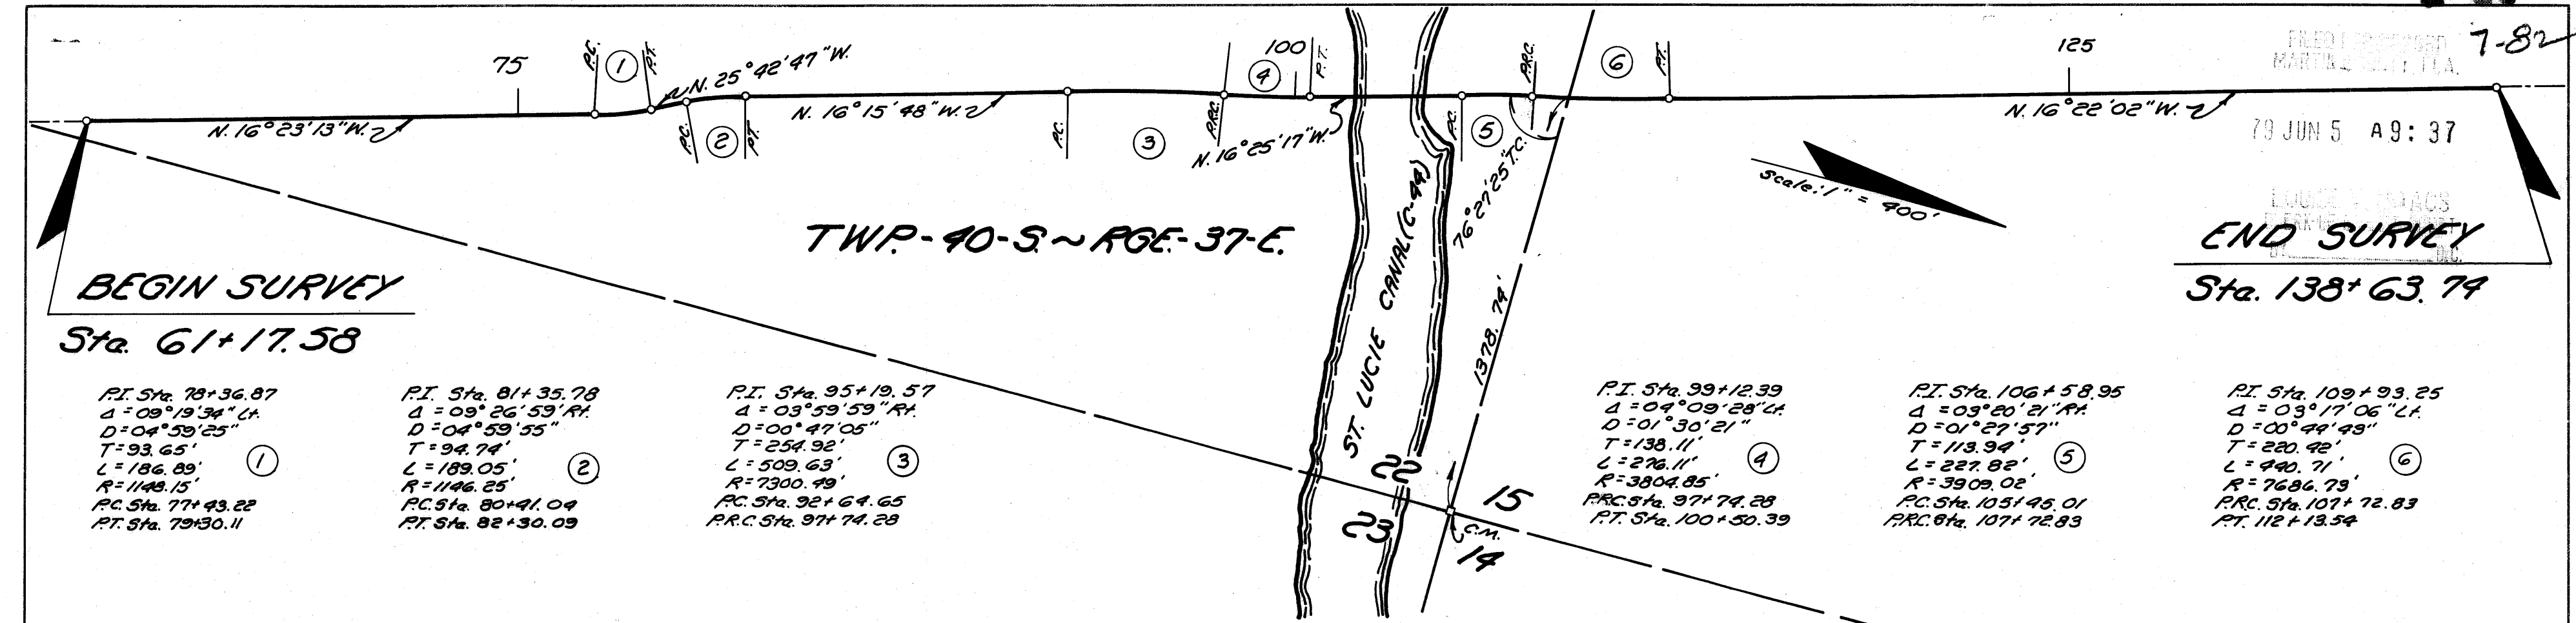 7-82
75
P.C.
1
P.T.
N. 25°42'47"W.
100
4
P.T.
P.R.C.
6
P.T.
125
N. 16°23'13"W.
P.C.
2
P.T.
N. 16°15'48"W.
P.C.
3
P.R.C.
N. 16°25'17"W.
P.C.
5
76°27'25"T.C.
N. 16°22'02"W.
79 JUN 5 A 9:37
Scale: 1" = 400'
TWP.-40-S.~RGE.-37-E.
ST. LUCIE CANAL (C-44)
1378.74'
BEGIN SURVEY
Sta. 61+17.58
END SURVEY
Sta. 138+63.74
P.I. Sta. 78+36.87
Δ = 09°19'34" Lt.
D = 04°59'25"
T = 93.65'
L = 186.89'
R = 1148.15'
P.C. Sta. 77+43.22
P.T. Sta. 79+30.11
1
P.I. Sta. 81+35.78
Δ = 09°26'59" Rt.
D = 04°59'55"
T = 94.74'
L = 189.05'
R = 1146.25'
P.C. Sta. 80+41.04
P.T. Sta. 82+30.09
2
P.I. Sta. 95+19.57
Δ = 03°59'59" Rt.
D = 00°47'05"
T = 254.92'
L = 509.63'
R = 7300.49'
P.C. Sta. 92+64.65
P.R.C. Sta. 97+74.28
3
22
23
15
14
C.M.
P.I. Sta. 99+12.39
Δ = 04°09'28" Lt.
D = 01°30'21"
T = 138.11'
L = 276.11'
R = 3804.85'
P.R.C. Sta. 97+74.28
P.T. Sta. 100+50.39
4
P.I. Sta. 106+58.95
Δ = 03°20'21" Rt.
D = 01°27'57"
T = 113.94'
L = 227.82'
R = 3909.02'
P.C. Sta. 105+45.01
P.R.C. Sta. 107+72.83
5
P.I. Sta. 109+93.25
Δ = 03°17'06" Lt.
D = 00°44'43"
T = 220.42'
L = 440.71'
R = 7686.73'
P.R.C. Sta. 107+72.83
P.T. 112+13.54
6